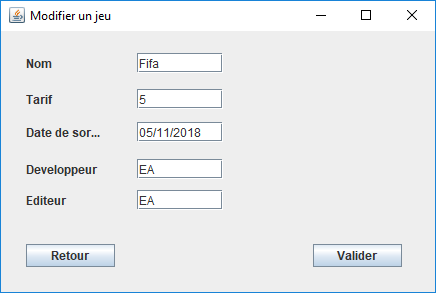 Modifier un jeu
Nom Fifa
Tarif 5
Date de sor... 05/11/2018
Developpeur EA
Editeur EA
Retour Valider